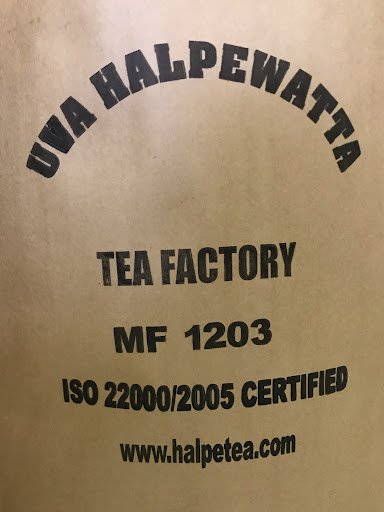 UVA HALPEWATTA
TEA FACTORY
MF 1203
ISO 22000/2005 CERTIFIED
www.halpetea.com